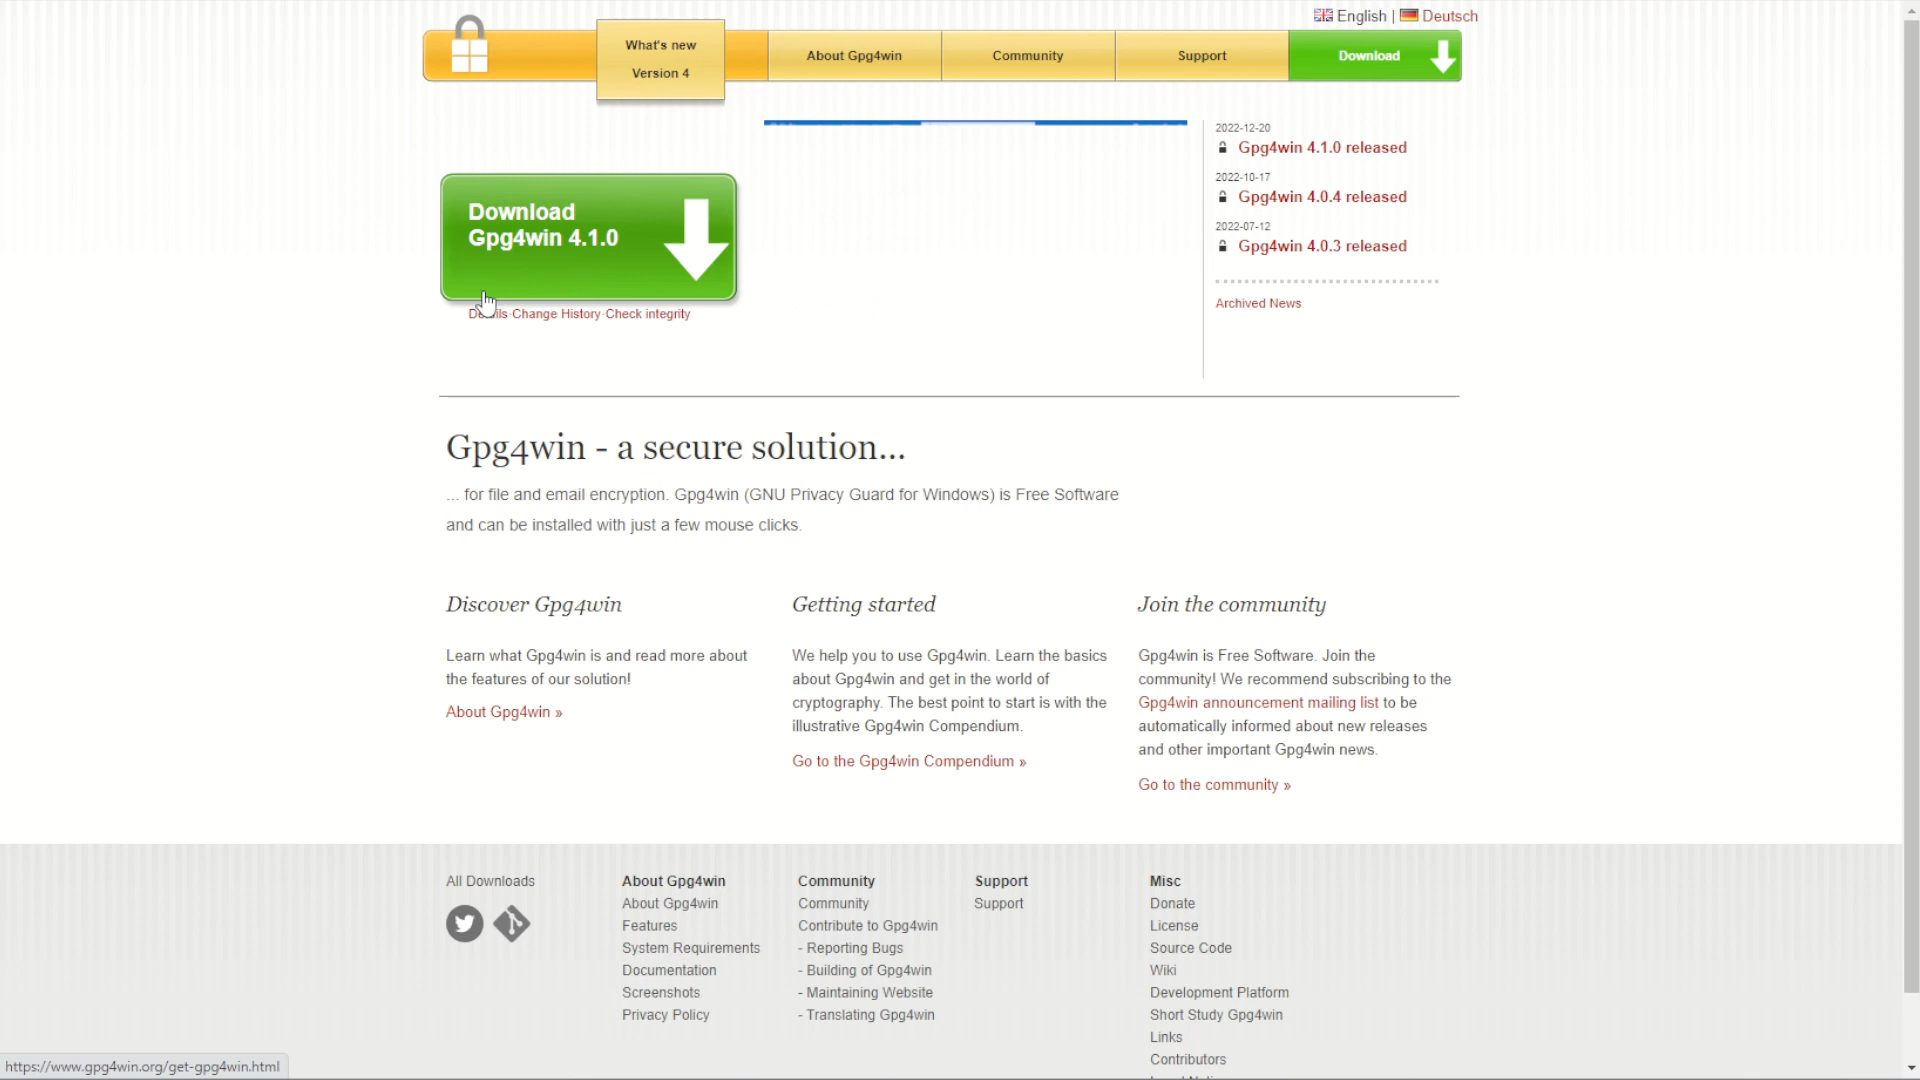 English | Deutsch
What's new
Version 4
About Gpg4win
Community
Support
Download
2022-12-20
Gpg4win 4.1.0 released
2022-10-17
Gpg4win 4.0.4 released
2022-07-12
Gpg4win 4.0.3 released
Archived News
Download
Gpg4win 4.1.0
Change History·Check integrity
Gpg4win - a secure solution...
... for file and email encryption. Gpg4win (GNU Privacy Guard for Windows) is Free Software
and can be installed with just a few mouse clicks.
Discover Gpg4win
Learn what Gpg4win is and read more about
the features of our solution!
About Gpg4win »
Getting started
We help you to use Gpg4win. Learn the basics
about Gpg4win and get in the world of
cryptography. The best point to start is with the
illustrative Gpg4win Compendium.
Go to the Gpg4win Compendium »
Join the community
Gpg4win is Free Software. Join the
community! We recommend subscribing to the
Gpg4win announcement mailing list to be
automatically informed about new releases
and other important Gpg4win news.
Go to the community »
All Downloads
About Gpg4win
About Gpg4win
Features
System Requirements
Documentation
Screenshots
Privacy Policy
Community
Community
Contribute to Gpg4win
- Reporting Bugs
- Building of Gpg4win
- Maintaining Website
- Translating Gpg4win
Support
Support
Misc
Donate
License
Source Code
Wiki
Development Platform
Short Study Gpg4win
Links
Contributors
https://www.gpg4win.org/get-gpg4win.html